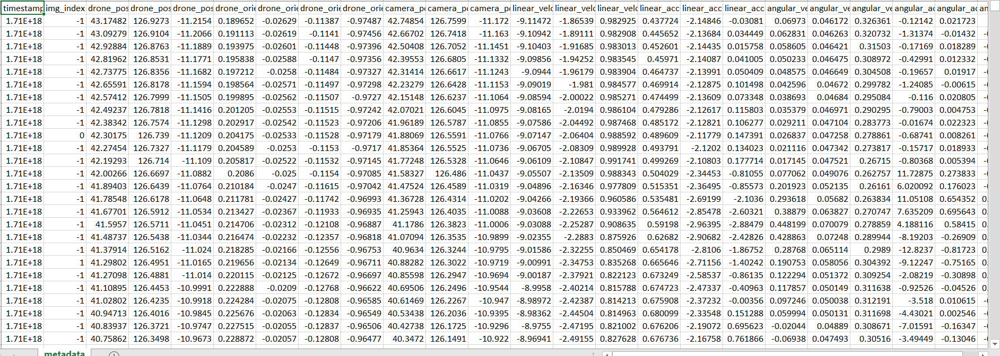 timestamp img_index drone_pos drone_pos drone_pos drone_orie drone_orie drone_orie drone_orie camera_po camera_po camera_po linear_velo linear_velo linear_velo linear_acc linear_acc linear_acc angular_ve angular_ve angular_ve angular_ac angular_ac an
1.71E+18 -1 43.17482 126.9273 -11.2154 0.189652 -0.02629 -0.11387 -0.97487 42.74854 126.7599 -11.172 -9.11472 -1.86539 0.982925 0.437724 -2.14846 -0.03081 0.06973 0.046172 0.326361 -0.12142 0.021723
1.71E+18 -1 43.09279 126.9104 -11.2066 0.191113 -0.02619 -0.1141 -0.97456 42.66702 126.7418 -11.163 -9.10942 -1.89111 0.982908 0.445652 -2.13684 0.034449 0.062831 0.046263 0.320732 -1.31374 -0.01432 -0
1.71E+18 -1 42.92884 126.8763 -11.1889 0.193975 -0.02601 -0.11448 -0.97396 42.50408 126.7052 -11.1451 -9.10403 -1.91685 0.983013 0.452601 -2.14435 0.015758 0.058605 0.046421 0.31503 -0.17169 0.018289 -0
1.71E+18 -1 42.81962 126.8531 -11.1771 0.195838 -0.02588 -0.1147 -0.97356 42.39553 126.6805 -11.1332 -9.09856 -1.94252 0.983545 0.45971 -2.14087 0.041005 0.050233 0.046475 0.308972 -0.42991 0.012332 -0
1.71E+18 -1 42.73775 126.8356 -11.1682 0.197212 -0.0258 -0.11484 -0.97327 42.31414 126.6617 -11.1243 -9.0944 -1.96179 0.983904 0.464737 -2.13991 0.050409 0.048575 0.046649 0.304508 -0.19657 0.01917 -0
1.71E+18 -1 42.65591 126.8178 -11.1594 0.198564 -0.02571 -0.11497 -0.97298 42.23279 126.6428 -11.1153 -9.09019 -1.981 0.984577 0.469914 -2.12875 0.101498 0.042596 0.04672 0.299782 -1.24085 -0.00615 -0
1.71E+18 -1 42.57412 126.7999 -11.1505 0.199895 -0.02562 -0.11507 -0.9727 42.15148 126.6237 -11.1064 -9.08594 -2.00022 0.985271 0.474499 -2.13609 0.073348 0.038693 0.04684 0.295084 -0.116 0.020805 -0
1.71E+18 -1 42.49237 126.7818 -11.1416 0.201205 -0.02553 -0.11515 -0.97242 42.07021 126.6045 -11.0975 -9.08165 -2.0194 0.986104 0.479286 -2.12617 0.115803 0.035379 0.046971 0.290295 -0.79003 0.004753 -0
1.71E+18 -1 42.38342 126.7574 -11.1298 0.202917 -0.02542 -0.11523 -0.97206 41.96189 126.5787 -11.0855 -9.07586 -2.04492 0.987468 0.485172 -2.12821 0.106277 0.029211 0.047104 0.283773 -0.01674 0.022323 -0
1.71E+18 0 42.30175 126.739 -11.1209 0.204175 -0.02533 -0.11528 -0.97179 41.88069 126.5591 -11.0766 -9.07147 -2.06404 0.988592 0.489609 -2.11779 0.147391 0.026837 0.047258 0.278861 -0.68741 0.008261 -0
1.71E+18 -1 42.27454 126.7327 -11.1179 0.204589 -0.0253 -0.1153 -0.9717 41.85364 126.5525 -11.0736 -9.06705 -2.08309 0.989928 0.493791 -2.1202 0.134023 0.021116 0.047342 0.273817 -0.15717 0.018933 -0
1.71E+18 -1 42.19293 126.714 -11.109 0.205817 -0.02522 -0.11532 -0.97145 41.77248 126.5328 -11.0646 -9.06109 -2.10847 0.991741 0.499269 -2.10803 0.177714 0.017145 0.047521 0.26715 -0.80368 0.005394 -0
1.71E+18 -1 42.00266 126.6697 -11.0882 0.2086 -0.025 -0.1154 -0.97085 41.58327 126.486 -11.0437 -9.05507 -2.13509 0.988343 0.504029 -2.34453 -0.81055 0.077062 0.049076 0.262757 11.72875 0.273833 -0
1.71E+18 -1 41.89403 126.6439 -11.0764 0.210184 -0.0247 -0.11615 -0.97042 41.47524 126.4589 -11.0319 -9.04896 -2.16346 0.977809 0.515351 -2.36495 -0.85573 0.201923 0.052135 0.26161 6.020092 0.176023 -0
1.71E+18 -1 41.78548 126.6178 -11.0648 0.211781 -0.02427 -0.11742 -0.96993 41.36728 126.4314 -11.0202 -9.04266 -2.19366 0.960586 0.535481 -2.69199 -2.1036 0.293618 0.05682 0.263834 11.05108 0.654352 0.
1.71E+18 -1 41.67701 126.5912 -11.0534 0.213427 -0.02367 -0.11933 -0.96935 41.25943 126.4035 -11.0088 -9.03608 -2.22653 0.933962 0.564612 -2.85478 -2.60321 0.38879 0.063827 0.270747 7.635209 0.695643 0.
1.71E+18 -1 41.5957 126.5711 -11.0451 0.214706 -0.02312 -0.12108 -0.96887 41.1786 126.3823 -11.0006 -9.03088 -2.25287 0.908635 0.59198 -2.96395 -2.88479 0.448199 0.070079 0.278859 4.188116 0.58415 0.
1.71E+18 -1 41.48737 126.5438 -11.0344 0.216474 -0.02232 -0.12357 -0.96818 41.07094 126.3535 -10.9899 -9.02355 -2.2883 0.875926 0.62682 -2.90682 -2.42826 0.428863 0.07248 0.289944 -8.19203 -0.26909 0.
1.71E+18 -1 41.37914 126.5162 -11.024 0.218285 -0.02166 -0.12556 -0.96753 40.9634 126.3244 -10.9795 -9.01586 -2.32255 0.850469 0.654178 -2.8106 -1.86752 0.28768 0.065114 0.2989 -12.8237 -0.81723 0.
1.71E+18 1 41.29802 126.4951 -11.0165 0.219656 -0.02134 -0.12649 -0.96711 40.88282 126.3022 -10.9719 -9.00991 -2.34753 0.835268 0.665646 -2.71156 -1.40242 0.190753 0.058056 0.304392 -9.12247 -0.75165 0.
1.71E+18 -1 41.27098 126.4881 -11.014 0.220115 -0.02125 -0.12672 -0.96697 40.85598 126.2947 -10.9694 -9.00187 -2.37921 0.822123 0.673249 -2.58537 -0.86135 0.122294 0.051372 0.309254 -2.08219 -0.30898 0.
1.71E+18 -1 41.10895 126.4453 -10.9991 0.222888 -0.0209 -0.12768 -0.96622 40.69506 126.2496 -10.9544 -8.9958 -2.40214 0.815788 0.674723 -2.47337 -0.40963 0.117857 0.050149 0.311638 -0.92526 -0.04526 0.
1.71E+18 -1 41.02802 126.4235 -10.9918 0.224284 -0.02075 -0.12808 -0.96585 40.61469 126.2267 -10.947 -8.98972 -2.42387 0.814213 0.675908 -2.37232 -0.00356 0.097246 0.050038 0.312191 -3.518 0.010615 -0
1.71E+18 -1 40.94713 126.4016 -10.9845 0.225676 -0.02063 -0.12834 -0.96549 40.53438 126.2036 -10.9395 -8.98362 -2.44504 0.814963 0.680099 -2.33548 0.151288 0.059994 0.050131 0.311698 -4.43021 0.002546 -0
1.71E+18 -1 40.83937 126.3721 -10.9747 0.227515 -0.02055 -0.12837 -0.96506 40.42738 126.1725 -10.9296 -8.9755 -2.47195 0.821002 0.676206 -2.19072 0.695623 -0.02044 0.04889 0.308671 -7.01591 -0.16347 -0
1.71E+18 -1 40.75862 126.3498 -10.9673 0.228872 -0.02057 -0.12808 -0.96477 40.3472 126.1491 -10.922 -8.96941 -2.49155 0.827628 0.676736 -2.16758 0.761866 -0.06938 0.047493 0.30516 -3.49449 -0.13046 -0
metadata